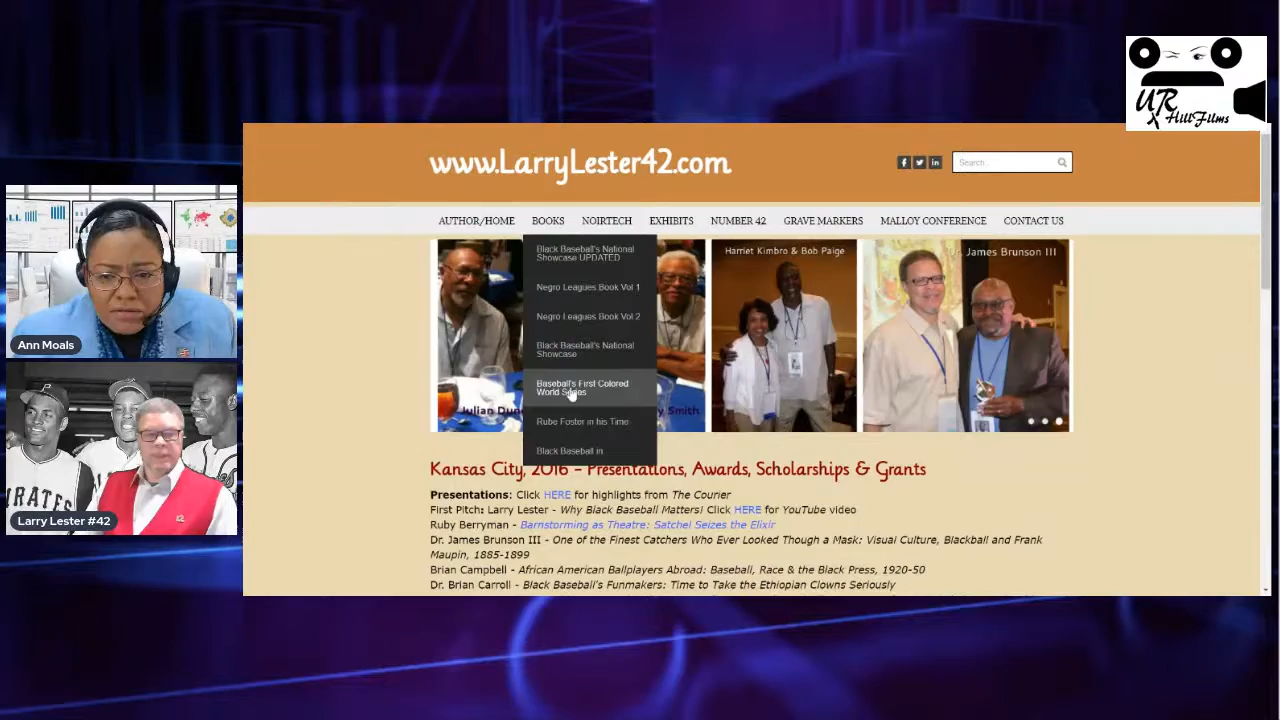 UR
HillFilms
www.LarryLester42.com
Search...
AUTHOR/HOME BOOKS NOIRTECH EXHIBITS NUMBER 42 GRAVE MARKERS MALLOY CONFERENCE CONTACT US
Black Baseball's National
Showcase UPDATED
Negro Leagues Book Vol 1
Negro Leagues Book Vol 2
Black Baseball's National
Showcase
Baseball's First Colored
World Series
Rube Foster in his Time
Black Baseball in
Harriet Kimbro & Bob Paige
Dr. James Brunson III
Smith
Ann Moals
PIRATES
Larry Lester #42
Kansas City, 2016 - Presentations, Awards, Scholarships & Grants
Presentations: Click HERE for highlights from The Courier
First Pitch: Larry Lester - Why Black Baseball Matters! Click HERE for YouTube video
Ruby Berryman - Barnstorming as Theatre: Satchel Seizes the Elixir
Dr. James Brunson III - One of the Finest Catchers Who Ever Looked Though a Mask: Visual Culture, Blackball and Frank
Maupin, 1885-1899
Brian Campbell - African American Ballplayers Abroad: Baseball, Race & the Black Press, 1920-50
Dr. Brian Carroll - Black Baseball's Funmakers: Time to Take the Ethiopian Clowns Seriously